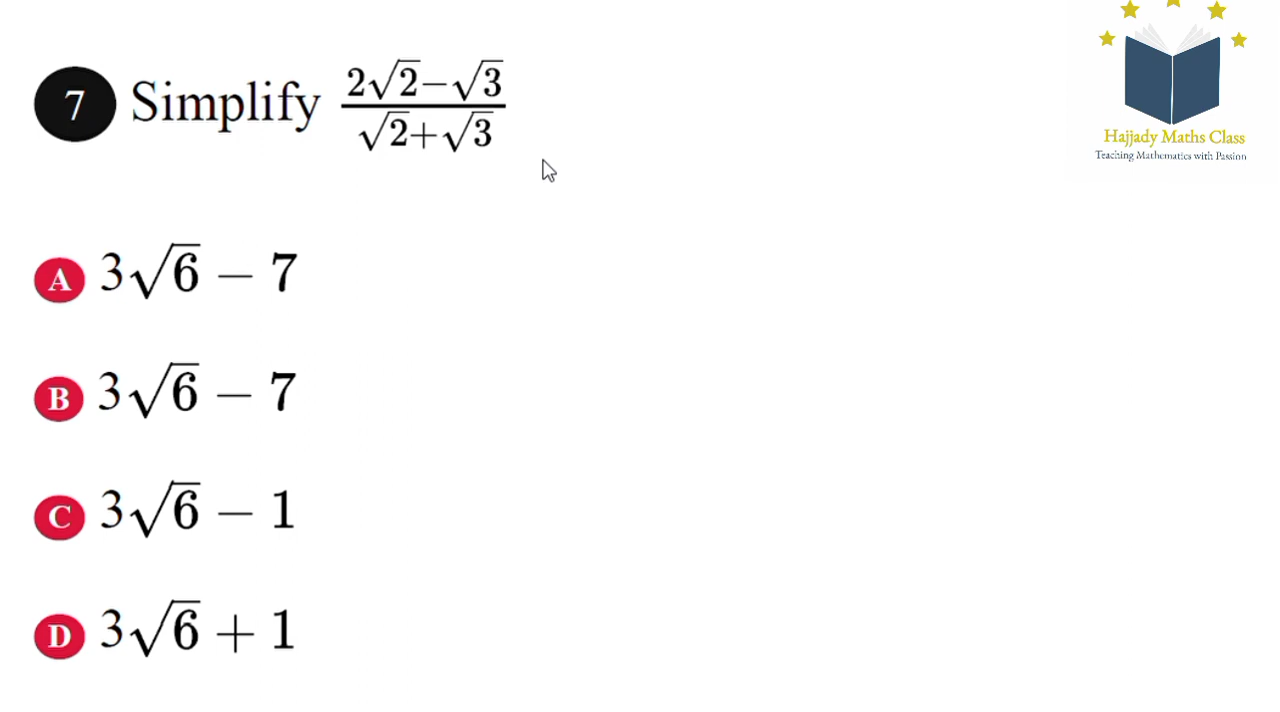 7 Simplify (2√2−√3)/(√2+√3)
A 3√6 − 7
B 3√6 − 7
C 3√6 − 1
D 3√6 + 1
Hajjady Maths Class
Teaching Mathematics with Passion